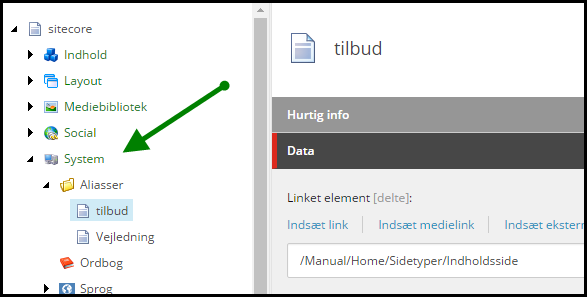 sitecore
Indhold
Layout
Mediebibliotek
Social
System
Aliasser
tilbud
Vejledning
Ordbog
Sprog
tilbud
Hurtig info
Data
Linket element [delte]:
Indsæt link Indsæt medielink Indsæt ekstern
/Manual/Home/Sidetyper/Indholdsside